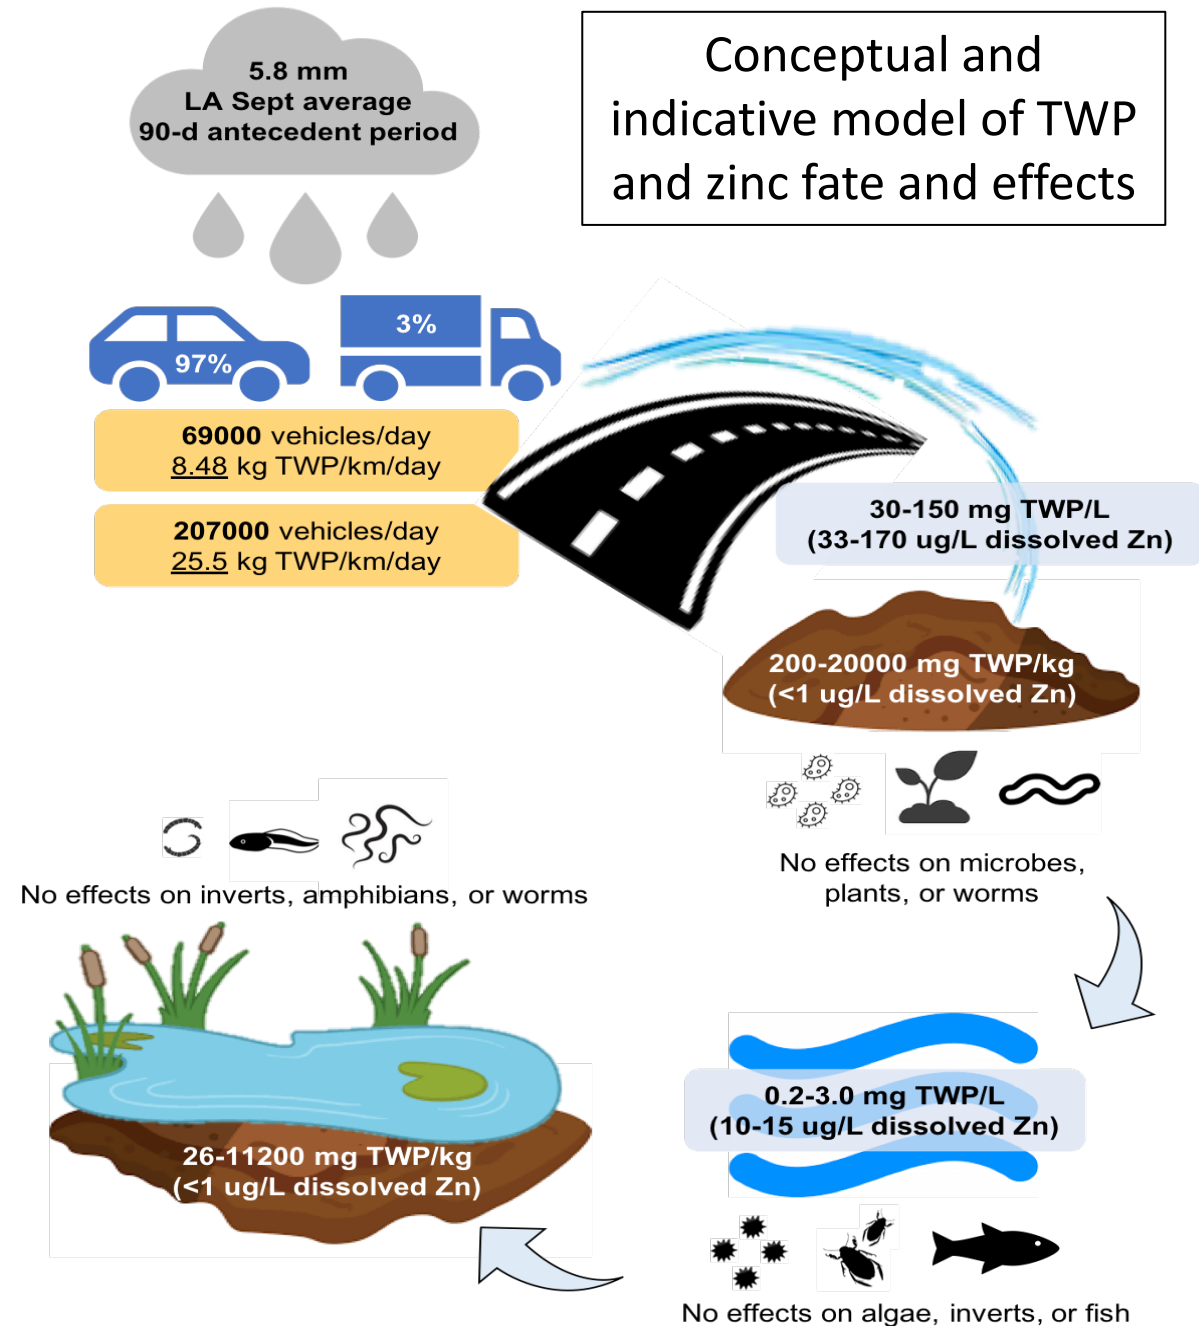 5.8 mm
LA Sept average
90-d antecedent period
Conceptual and
indicative model of TWP
and zinc fate and effects
97%
3%
69000 vehicles/day
8.48 kg TWP/km/day
207000 vehicles/day
25.5 kg TWP/km/day
30-150 mg TWP/L
(33-170 ug/L dissolved Zn)
200-20000 mg TWP/kg
(<1 ug/L dissolved Zn)
No effects on microbes,
plants, or worms
No effects on inverts, amphibians, or worms
0.2-3.0 mg TWP/L
(10-15 ug/L dissolved Zn)
26-11200 mg TWP/kg
(<1 ug/L dissolved Zn)
No effects on algae, inverts, or fish